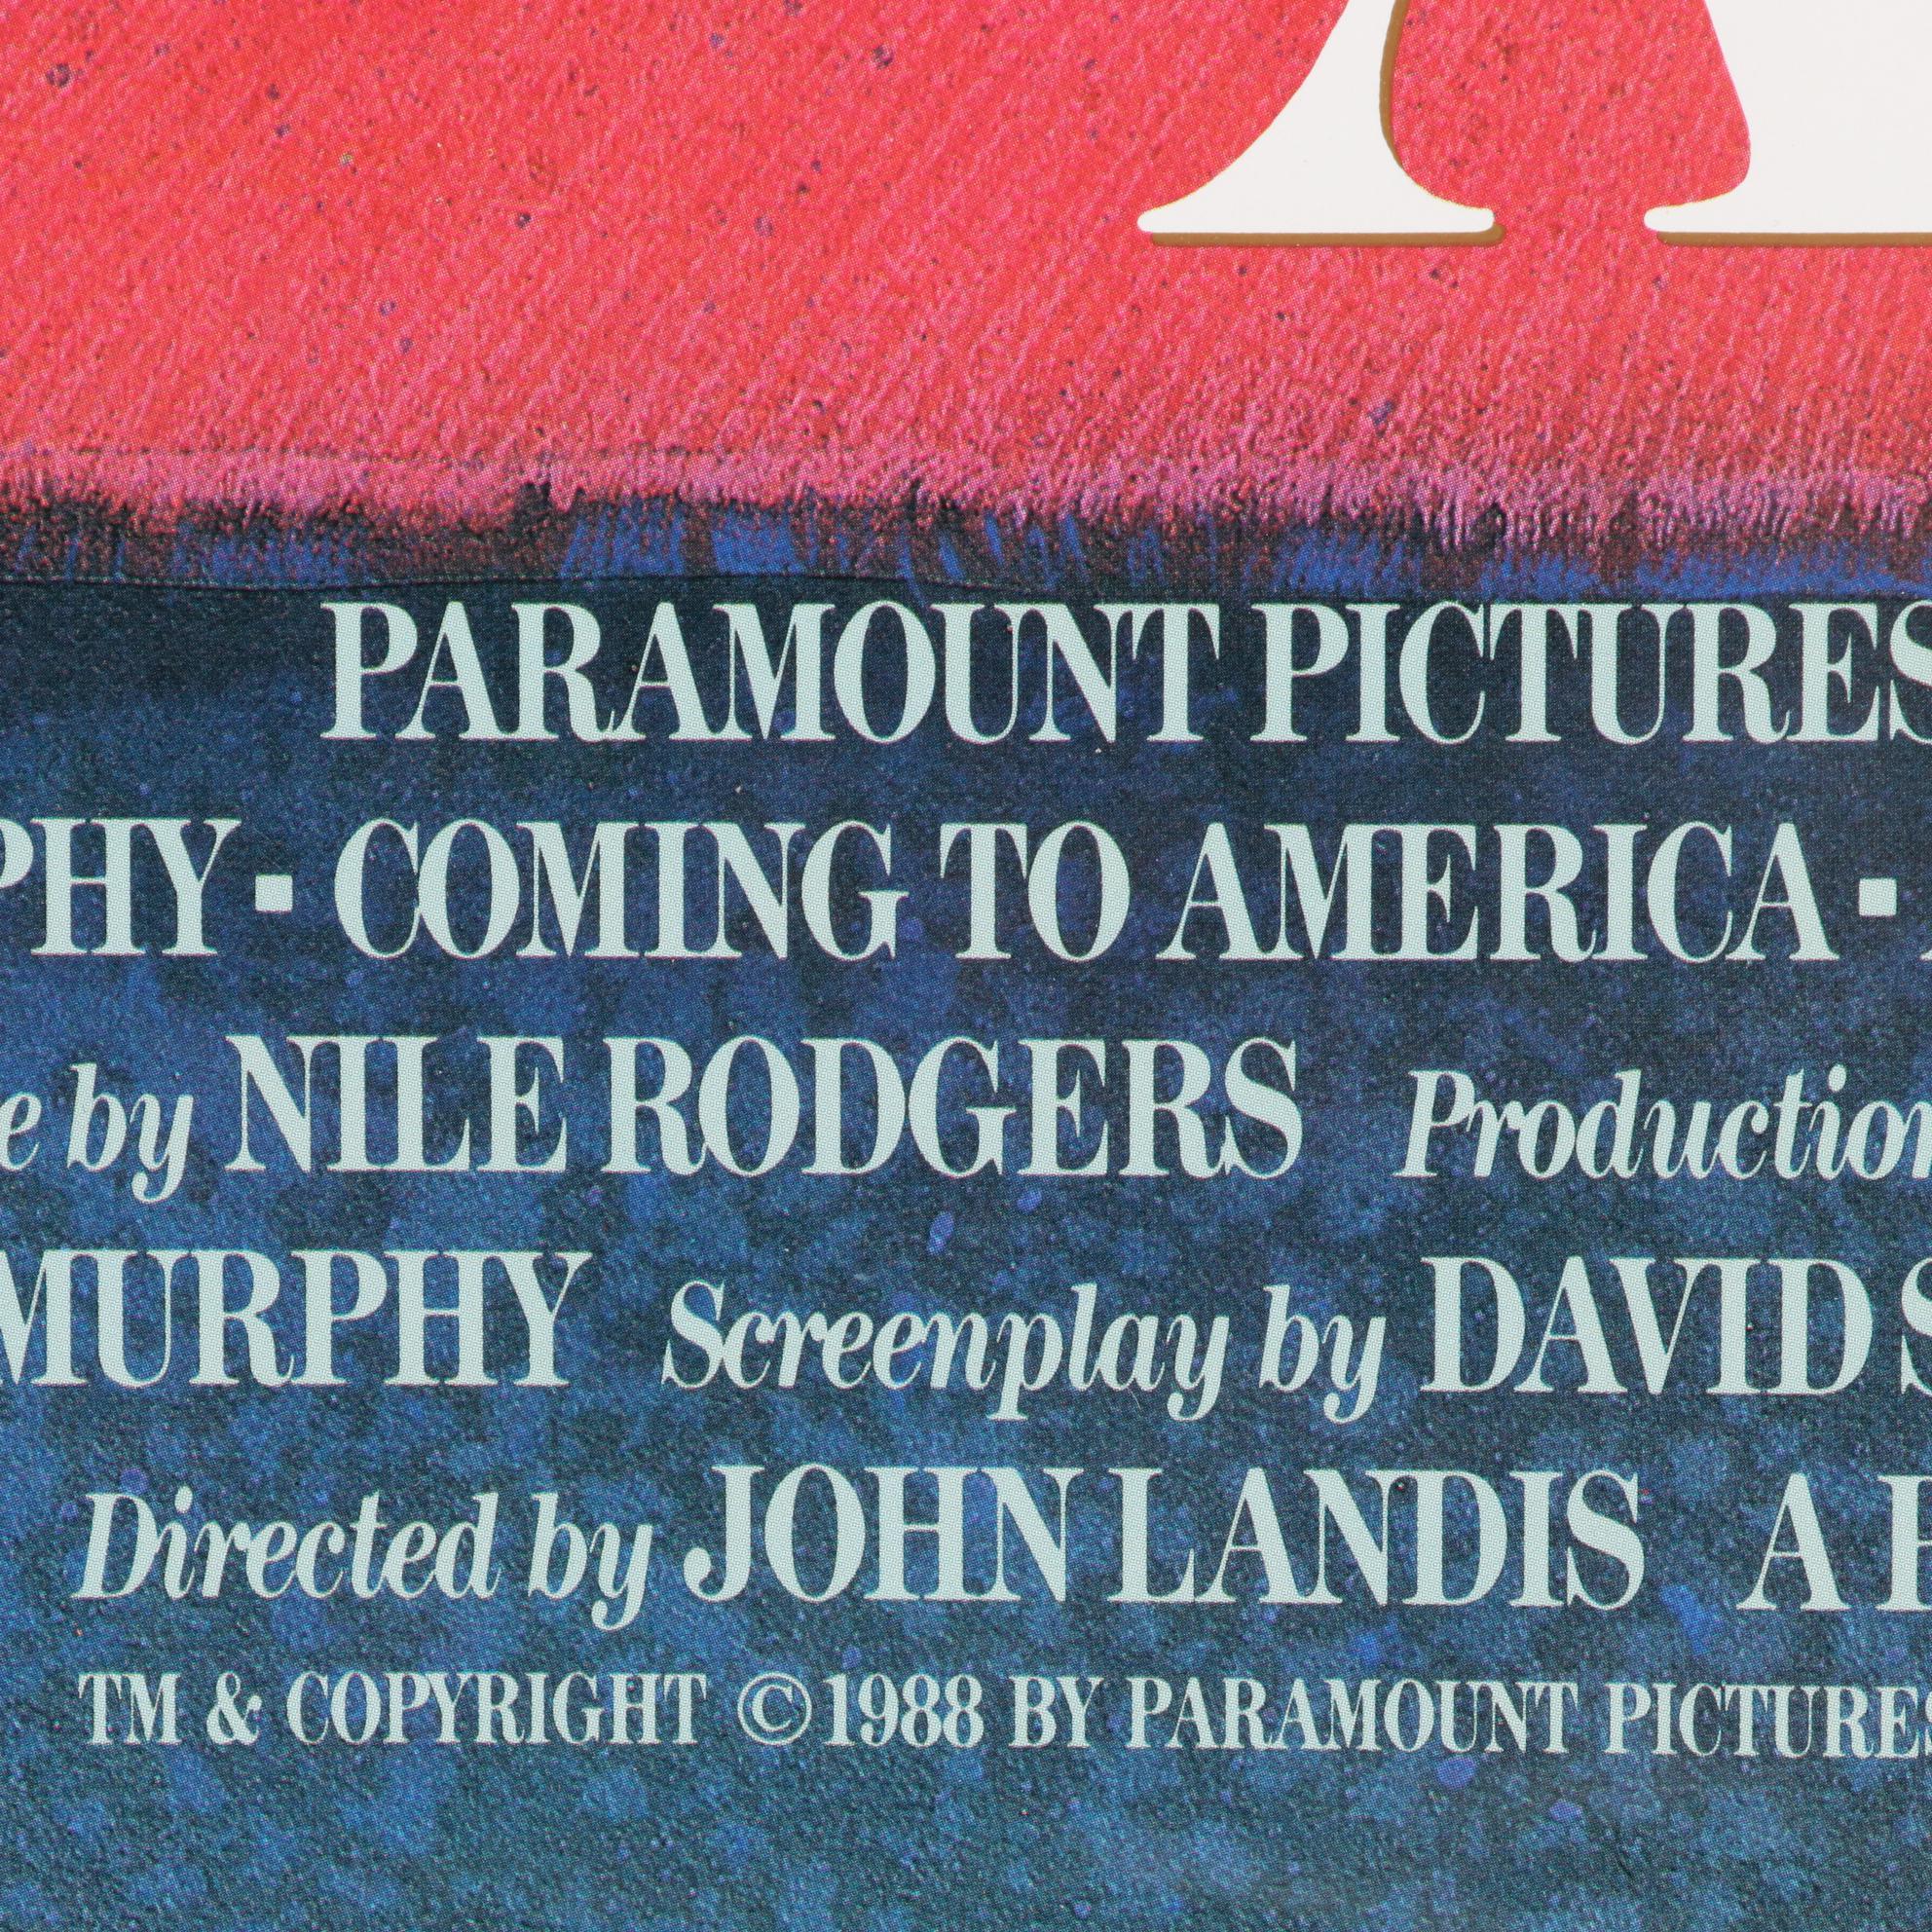 PARAMOUNT PICTURES
PHY · COMING TO AMERICA ·
e by NILE RODGERS Production
MURPHY Screenplay by DAVID S
Directed by JOHN LANDIS A
TM & COPYRIGHT © 1988 BY PARAMOUNT PICTURES